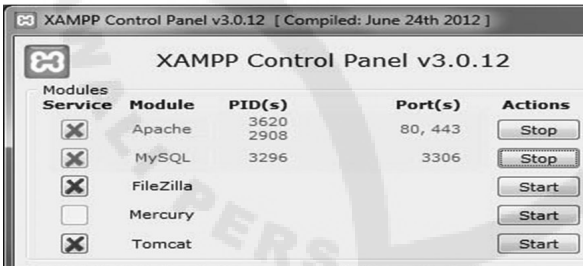 XAMPP Control Panel v3.0.12 [ Compiled: June 24th 2012 ]
XAMPP Control Panel v3.0.12
Modules
Service Module PID(s) Port(s) Actions
Apache 3620 2908 80, 443 Stop
MySQL 3296 3306 Stop
FileZilla Start
Mercury Start
Tomcat Start